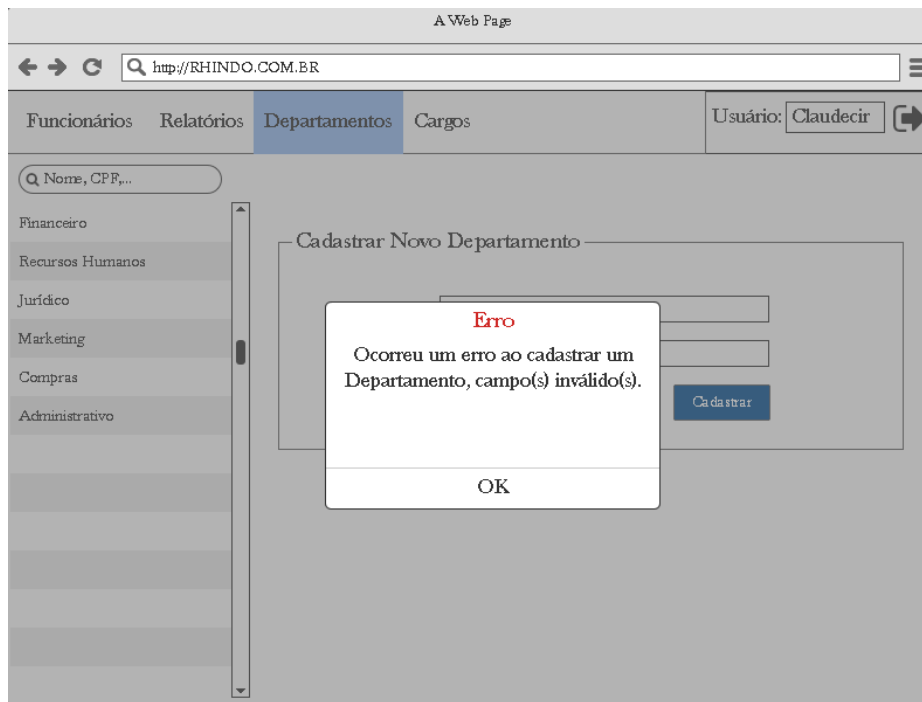 A Web Page
http://RHINDO.COM.BR
Funcionários Relatórios Departamentos Cargos Usuário: Claudecir
Nome, CPF,...
Financeiro
Recursos Humanos
Jurídico
Marketing
Compras
Administrativo
Cadastrar Novo Departamento
Erro
Ocorreu um erro ao cadastrar um
Departamento, campo(s) inválido(s).
OK
Cadastrar